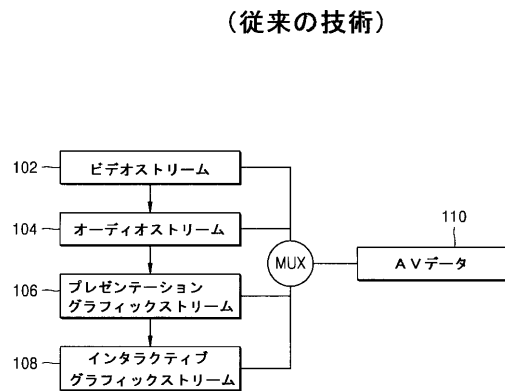 （従来の技術）
102
ビデオストリーム
104
オーディオストリーム
110
MUX
AVデータ
106
プレゼンテーション
グラフィックストリーム
108
インタラクティブ
グラフィックストリーム